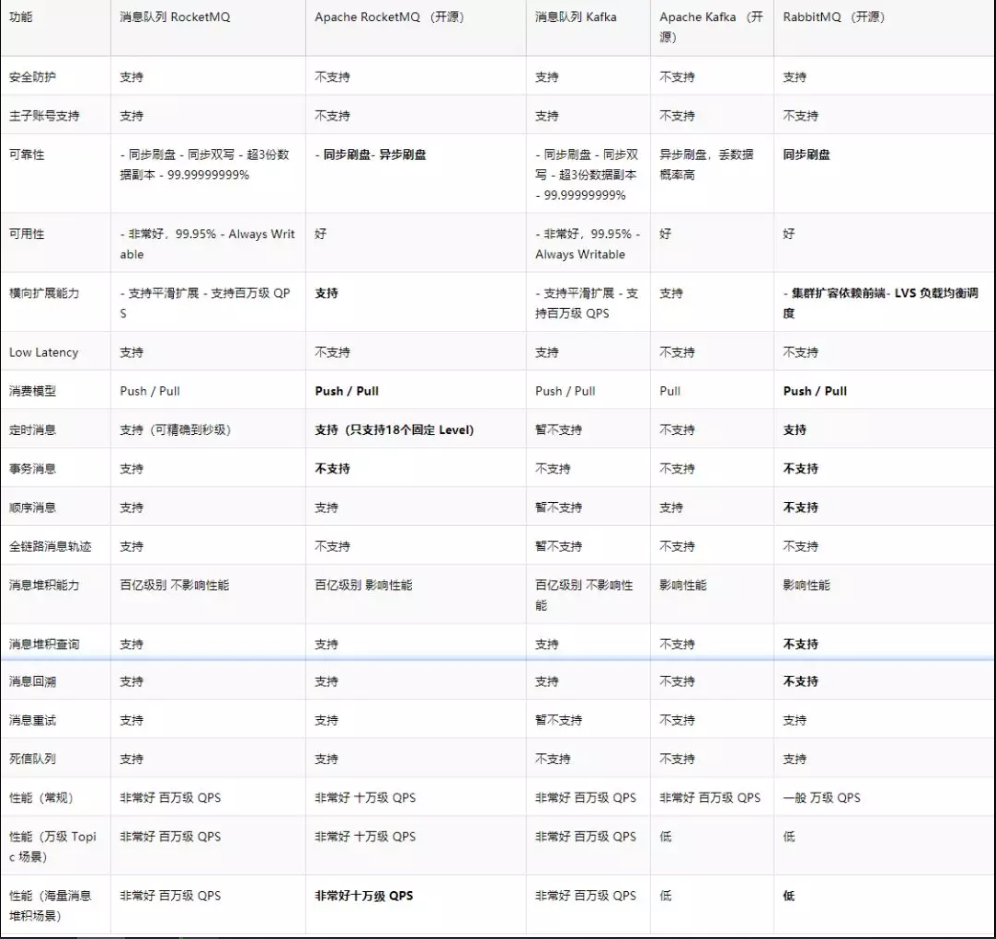 功能 消息队列 RocketMQ Apache RocketMQ （开源） 消息队列 Kafka Apache Kafka （开 RabbitMQ （开源）
源）
安全防护 支持 不支持 支持 不支持 支持
主子账号支持 支持 不支持 支持 不支持 不支持
可靠性 - 同步刷盘 - 同步双写 - 超3份数 - 同步刷盘- 异步刷盘 - 同步刷盘 - 同步双 异步刷盘，丢数据 同步刷盘
据副本 - 99.99999999% 写 - 超3份数据副本 概率高
- 99.99999999%
可用性 - 非常好，99.95% - Always Writ 好 - 非常好，99.95% - 好 好
able Always Writable
横向扩展能力 - 支持平滑扩展 - 支持百万级 QP 支持 - 支持平滑扩展 - 支 支持 - 集群扩容依赖前端- LVS 负载均衡调
S 持百万级 QPS 度
Low Latency 支持 不支持 支持 不支持 不支持
消费模型 Push / Pull Push / Pull Push / Pull Pull Push / Pull
定时消息 支持（可精确到秒级） 支持（只支持18个固定 Level) 暂不支持 不支持 支持
事务消息 支持 不支持 不支持 不支持 不支持
顺序消息 支持 支持 暂不支持 支持 不支持
全链路消息轨迹 支持 不支持 暂不支持 不支持 不支持
消息堆积能力 百亿级别 不影响性能 百亿级别 影响性能 百亿级别 不影响性 影响性能 影响性能
能
消息堆积查询 支持 支持 支持 不支持 不支持
消息回溯 支持 支持 支持 不支持 不支持
消息重试 支持 支持 暂不支持 不支持 支持
死信队列 支持 支持 不支持 不支持 支持
性能（常规） 非常好 百万级 QPS 非常好 十万级 QPS 非常好 百万级 QPS 非常好 百万级 QPS 一般 万级 QPS
性能（万级 Topi 非常好 百万级 QPS 非常好 十万级 QPS 非常好 百万级 QPS 低 低
c 场景）
性能（海量消息 非常好 百万级 QPS 非常好十万级 QPS 非常好 百万级 QPS 低 低
堆积场景）